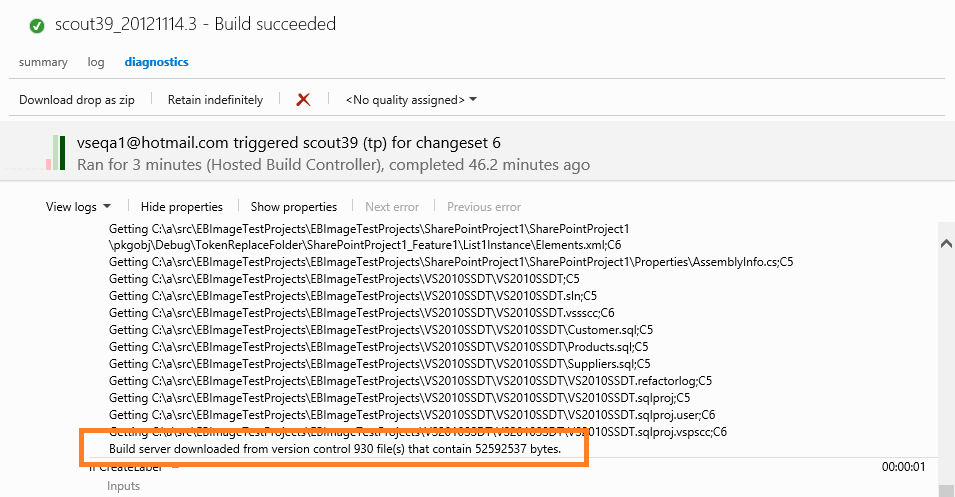 scout39_20121114.3 - Build succeeded
summary log diagnostics
Download drop as zip Retain indefinitely <No quality assigned>
vseqa1@hotmail.com triggered scout39 (tp) for changeset 6
Ran for 3 minutes (Hosted Build Controller), completed 46.2 minutes ago
View logs Hide properties Show properties Next error Previous error
Getting C:\a\src\EBImageTestProjects\EBImageTestProjects\SharePointProject1\SharePointProject1
\pkgobj\Debug\TokenReplaceFolder\SharePointProject1_Feature1\List1Instance\Elements.xml;C6
Getting C:\a\src\EBImageTestProjects\EBImageTestProjects\SharePointProject1\SharePointProject1\Properties\AssemblyInfo.cs;C5
Getting C:\a\src\EBImageTestProjects\EBImageTestProjects\VS2010SSDT\VS2010SSDT;C5
Getting C:\a\src\EBImageTestProjects\EBImageTestProjects\VS2010SSDT\VS2010SSDT.sln;C5
Getting C:\a\src\EBImageTestProjects\EBImageTestProjects\VS2010SSDT\VS2010SSDT.vssscc;C6
Getting C:\a\src\EBImageTestProjects\EBImageTestProjects\VS2010SSDT\VS2010SSDT\Customer.sql;C5
Getting C:\a\src\EBImageTestProjects\EBImageTestProjects\VS2010SSDT\VS2010SSDT\Products.sql;C5
Getting C:\a\src\EBImageTestProjects\EBImageTestProjects\VS2010SSDT\VS2010SSDT\Suppliers.sql;C5
Getting C:\a\src\EBImageTestProjects\EBImageTestProjects\VS2010SSDT\VS2010SSDT\VS2010SSDT.refactorlog;C5
Getting C:\a\src\EBImageTestProjects\EBImageTestProjects\VS2010SSDT\VS2010SSDT\VS2010SSDT.sqlproj;C5
Getting C:\a\src\EBImageTestProjects\EBImageTestProjects\VS2010SSDT\VS2010SSDT\VS2010SSDT.sqlproj.user;C6
Getting C:\a\src\EBImageTestProjects\EBImageTestProjects\VS2010SSDT\VS2010SSDT\VS2010SSDT.sqlproj.vspscc;C6
Build server downloaded from version control 930 file(s) that contain 52592537 bytes.
If CreateLabel 00:00:01
Inputs